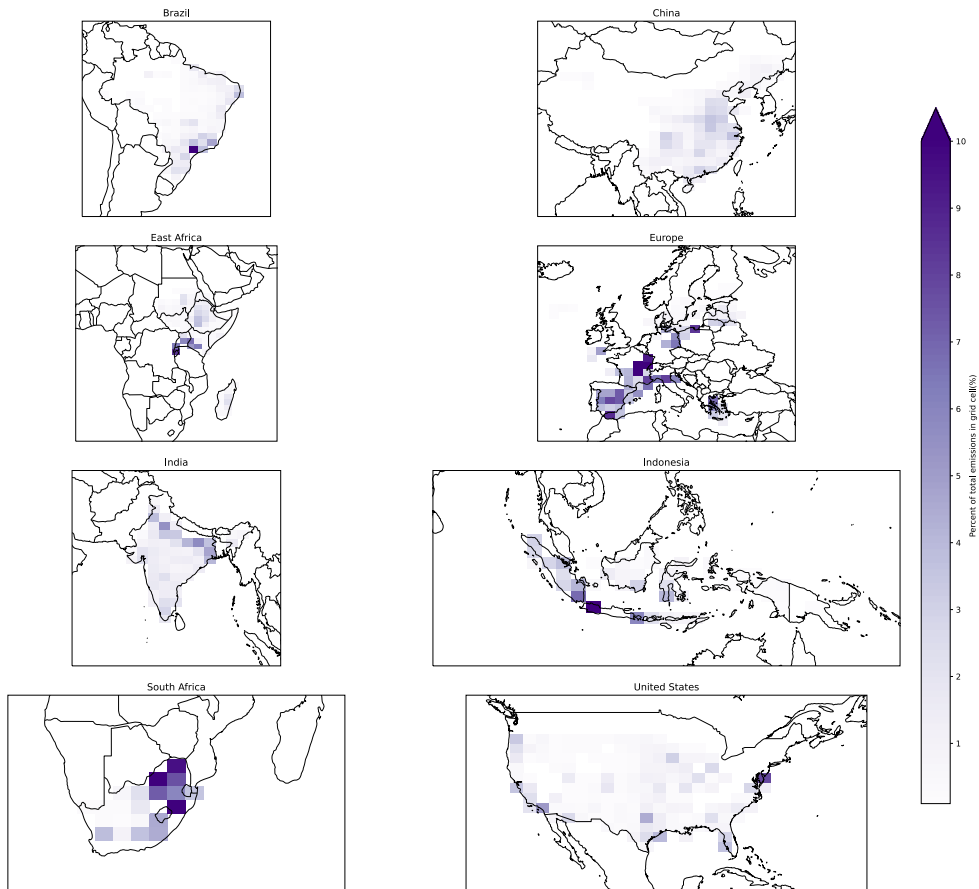 Brazil
China
East Africa
Europe
India
Indonesia
South Africa
United States
10
9
8
7
6
5
4
3
2
1
Percent of total emissions in grid cell(%)